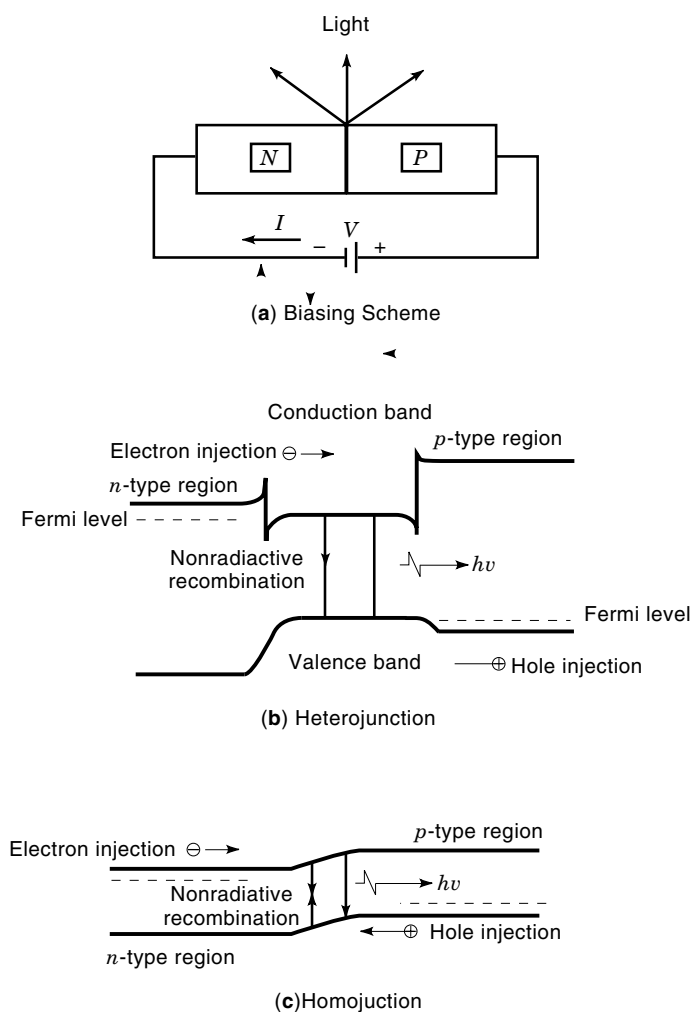 Light
N
P
I
V
− +
(a) Biasing Scheme
Conduction band
p-type region
Electron injection ⊖
n-type region
Fermi level
Nonradiactive
recombination
hν
Fermi level
Valence band
⊕ Hole injection
(b) Heterojunction
p-type region
Electron injection ⊖
Nonradiative
recombination
hν
⊕ Hole injection
n-type region
(c)Homojuction